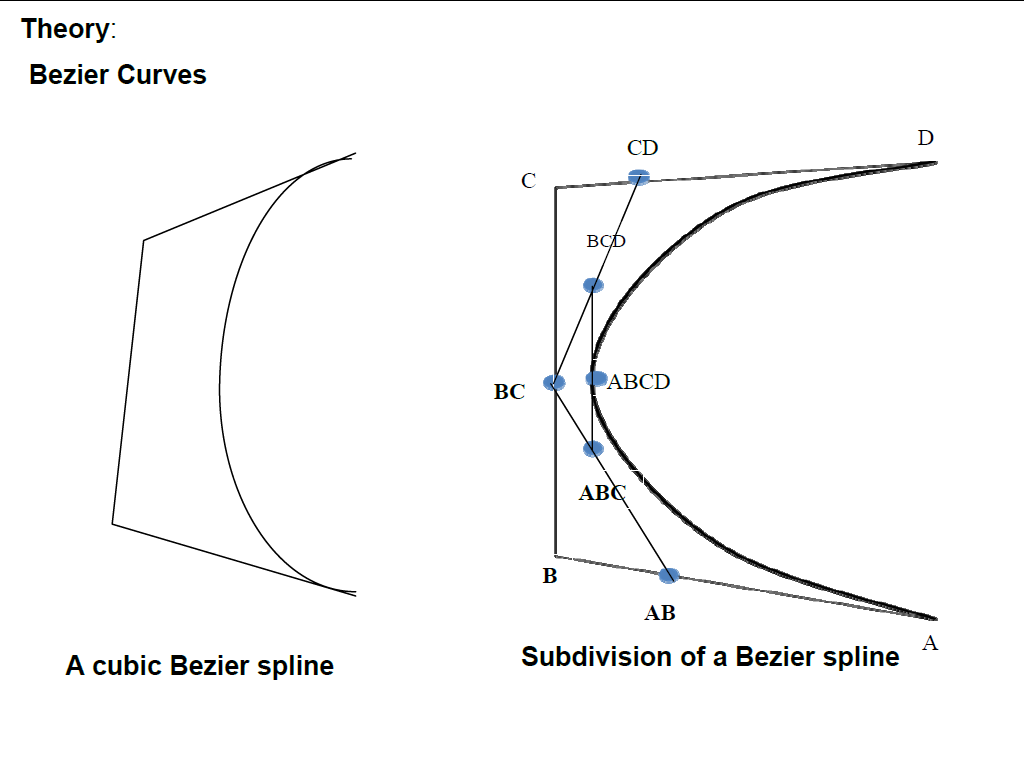 Theory:
Bezier Curves
CD
D
C
BCD
BC
ABCD
ABC
B
AB
A
A cubic Bezier spline
Subdivision of a Bezier spline